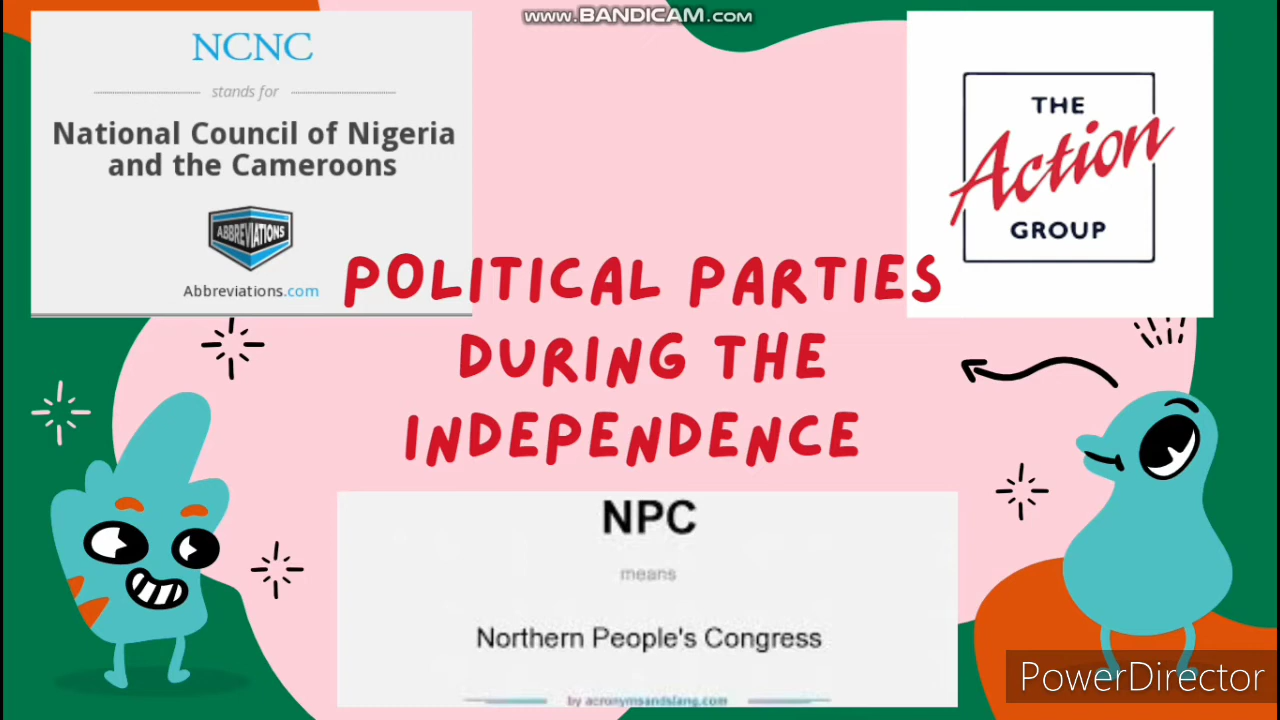 www.BANDICAM.com
NCNC
stands for
National Council of Nigeria
and the Cameroons
ABBREVIATIONS
Abbreviations.com
THE
Action
GROUP
POLITICAL PARTIES
DURING THE
INDEPENDENCE
NPC
means
Northern People's Congress
by acronymsandslang.com
PowerDirector